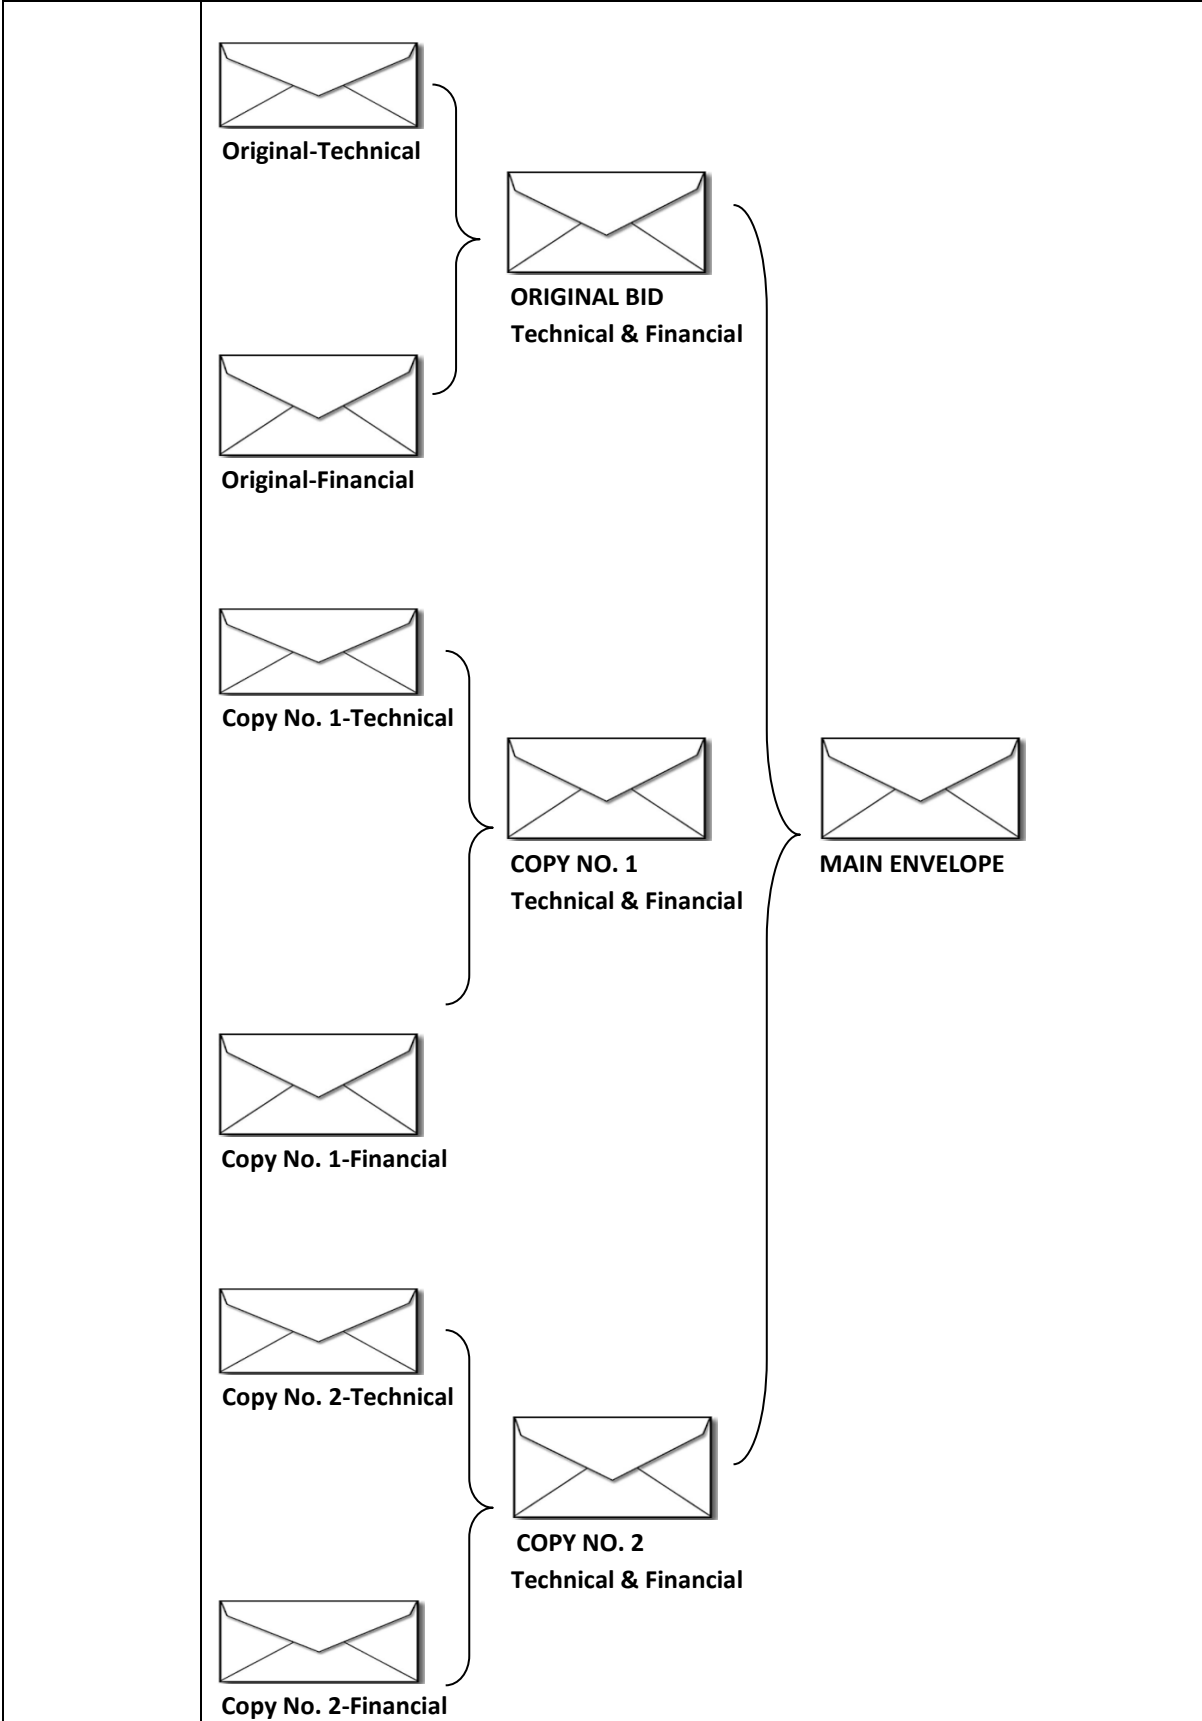 Original-Technical
ORIGINAL BID
Technical & Financial
Original-Financial
Copy No. 1-Technical
COPY NO. 1
Technical & Financial
MAIN ENVELOPE
Copy No. 1-Financial
Copy No. 2-Technical
COPY NO. 2
Technical & Financial
Copy No. 2-Financial